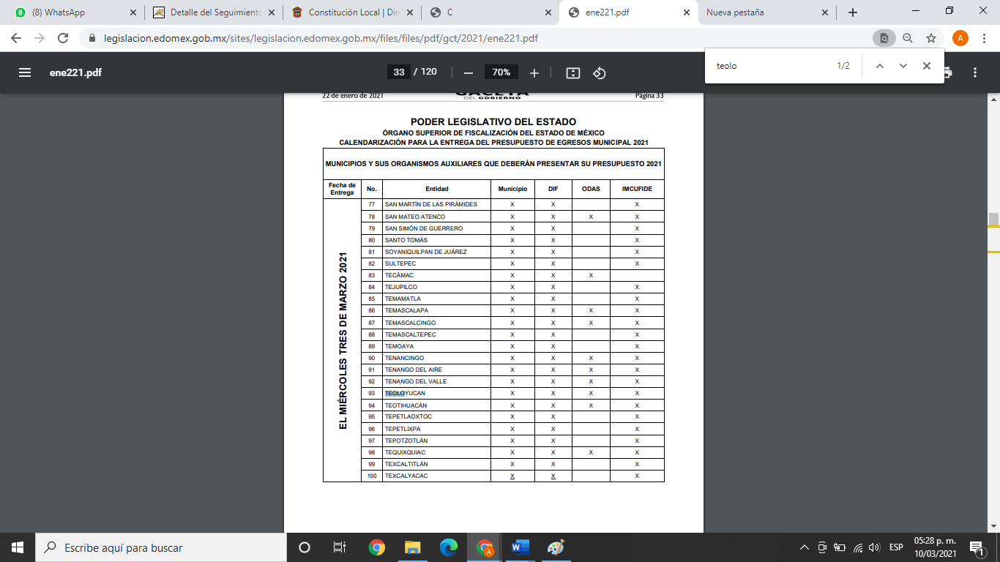 (8) WhatsApp
Detalle del Seguimiento
Constitución Local | Dire
C
ene221.pdf
Nueva pestaña
legislacion.edomex.gob.mx/sites/legislacion.edomex.gob.mx/files/files/pdf/gct/2021/ene221.pdf
A
teolo 1/2
ene221.pdf
33 / 120
70%
22 de enero de 2021 GACETA DEL GOBIERNO Página 33
PODER LEGISLATIVO DEL ESTADO
ÓRGANO SUPERIOR DE FISCALIZACIÓN DEL ESTADO DE MÉXICO
CALENDARIZACIÓN PARA LA ENTREGA DEL PRESUPUESTO DE EGRESOS MUNICIPAL 2021
MUNICIPIOS Y SUS ORGANISMOS AUXILIARES QUE DEBERÁN PRESENTAR SU PRESUPUESTO 2021
Fecha de Entrega No. Entidad Municipio DIF ODAS IMCUFIDE
EL MIÉRCOLES TRES DE MARZO 2021
77 SAN MARTÍN DE LAS PIRÁMIDES X X X
78 SAN MATEO ATENCO X X X X
79 SAN SIMÓN DE GUERRERO X X X
80 SANTO TOMÁS X X X
81 SOYANIQUILPAN DE JUÁREZ X X X
82 SULTEPEC X X X
83 TECÁMAC X X X
84 TEJUPILCO X X X
85 TEMAMATLA X X X
86 TEMASCALAPA X X X X
87 TEMASCALCINGO X X X X
88 TEMASCALTEPEC X X X
89 TEMOAYA X X X
90 TENANCINGO X X X X
91 TENANGO DEL AIRE X X X X
92 TENANGO DEL VALLE X X X X
93 TEOLOYUCAN X X X X
94 TEOTIHUACÁN X X X X
95 TEPETLAOXTOC X X X
96 TEPETLIXPA X X X
97 TEPOTZOTLÁN X X X
98 TEQUIXQUIAC X X X X
99 TEXCALTITLÁN X X X
100 TEXCALYACAC X X X
Escribe aquí para buscar
A
ESP
05:28 p. m.
10/03/2021
1